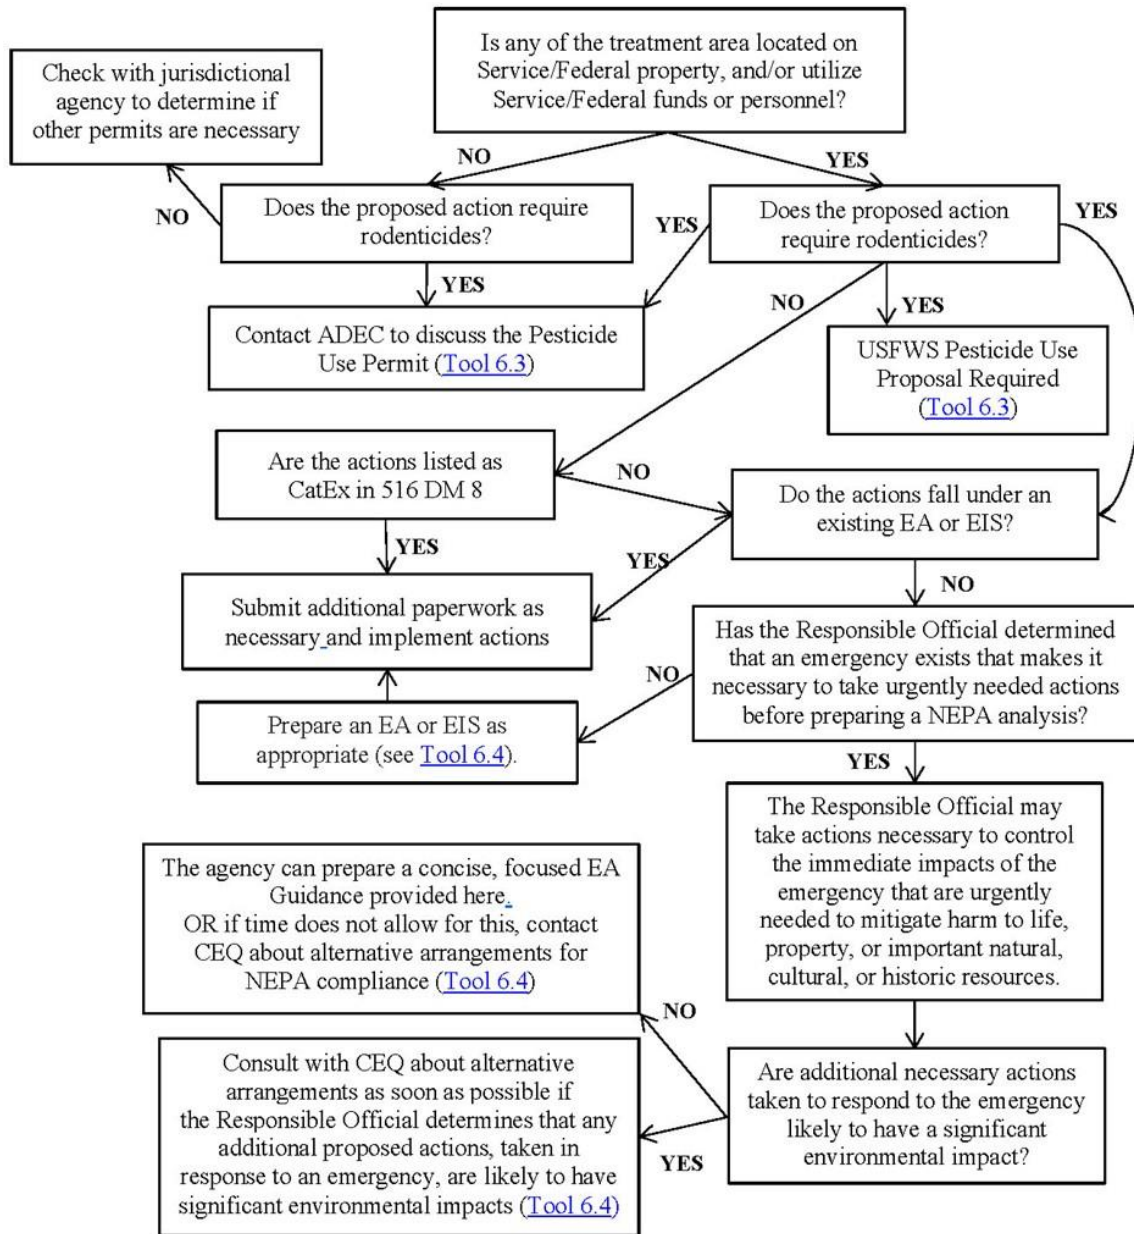 Is any of the treatment area located on
Service/Federal property, and/or utilize
Service/Federal funds or personnel?
Check with jurisdictional
agency to determine if
other permits are necessary
NO
YES
NO
Does the proposed action require
rodenticides?
YES
Does the proposed action
require rodenticides?
YES
YES
NO
YES
Contact ADEC to discuss the Pesticide
Use Permit (Tool 6.3)
USFWS Pesticide Use
Proposal Required
(Tool 6.3)
Are the actions listed as
CatEx in 516 DM 8
NO
Do the actions fall under an
existing EA or EIS?
YES
YES
NO
Submit additional paperwork as
necessary and implement actions
Has the Responsible Official determined
that an emergency exists that makes it
necessary to take urgently needed actions
before preparing a NEPA analysis?
NO
Prepare an EA or EIS as
appropriate (see Tool 6.4).
YES
The Responsible Official may
take actions necessary to control
the immediate impacts of the
emergency that are urgently
needed to mitigate harm to life,
property, or important natural,
cultural, or historic resources.
The agency can prepare a concise, focused EA
Guidance provided here.
OR if time does not allow for this, contact
CEQ about alternative arrangements for
NEPA compliance (Tool 6.4)
NO
Consult with CEQ about alternative
arrangements as soon as possible if
the Responsible Official determines that any
additional proposed actions, taken in
response to an emergency, are likely to have
significant environmental impacts (Tool 6.4)
YES
Are additional necessary actions
taken to respond to the emergency
likely to have a significant
environmental impact?